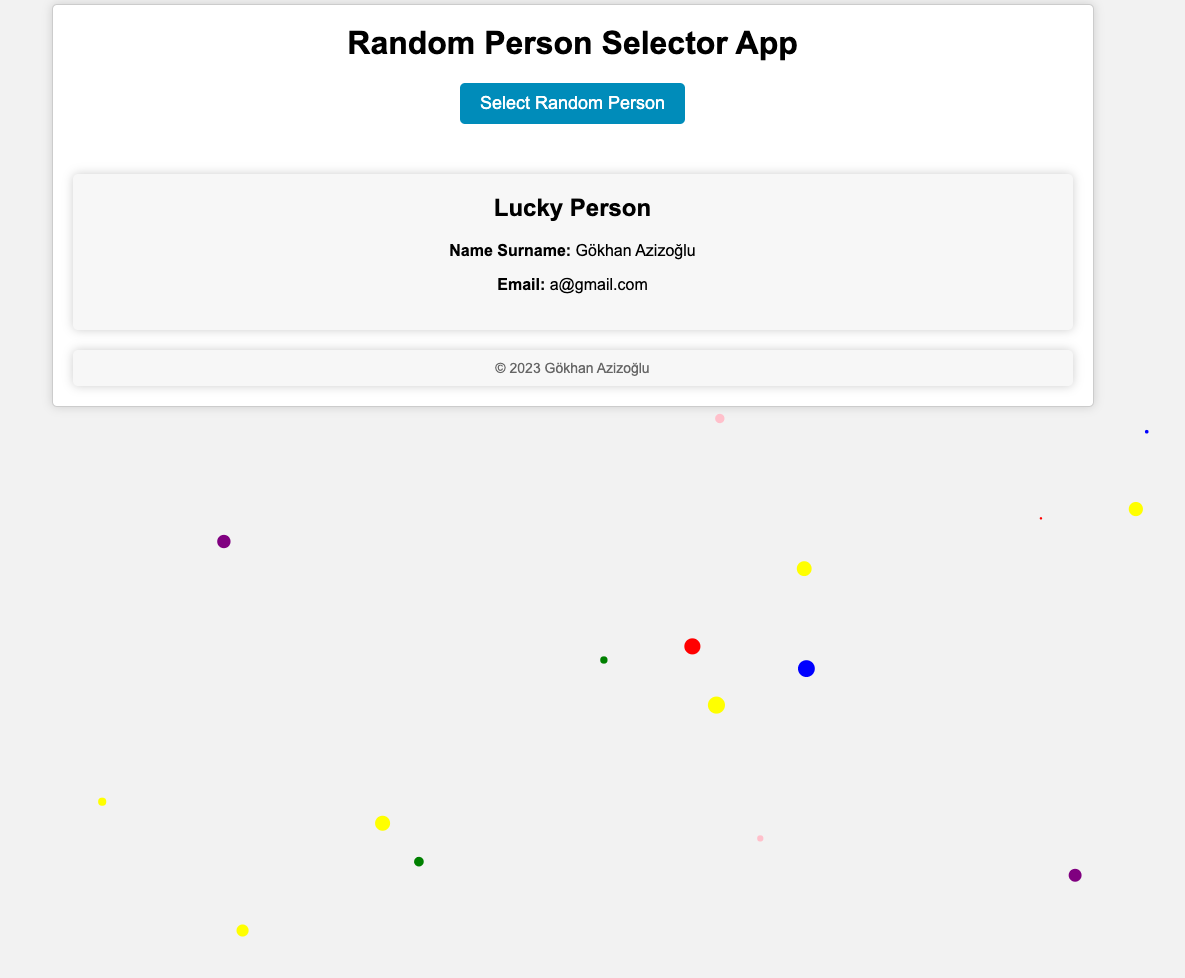 Random Person Selector App
Select Random Person
Lucky Person
Name Surname: Gökhan Azizoğlu
Email: a@gmail.com
© 2023 Gökhan Azizoğlu